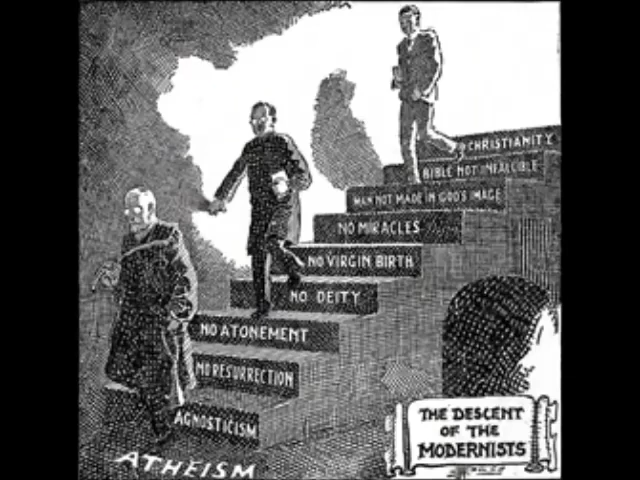 CHRISTIANITY
BIBLE NOT INFALLIBLE
MAN NOT MADE IN GOD'S IMAGE
NO MIRACLES
NO VIRGIN BIRTH
NO DEITY
NO ATONEMENT
NO RESURRECTION
AGNOSTICISM
ATHEISM
THE DESCENT
OF THE
MODERNISTS